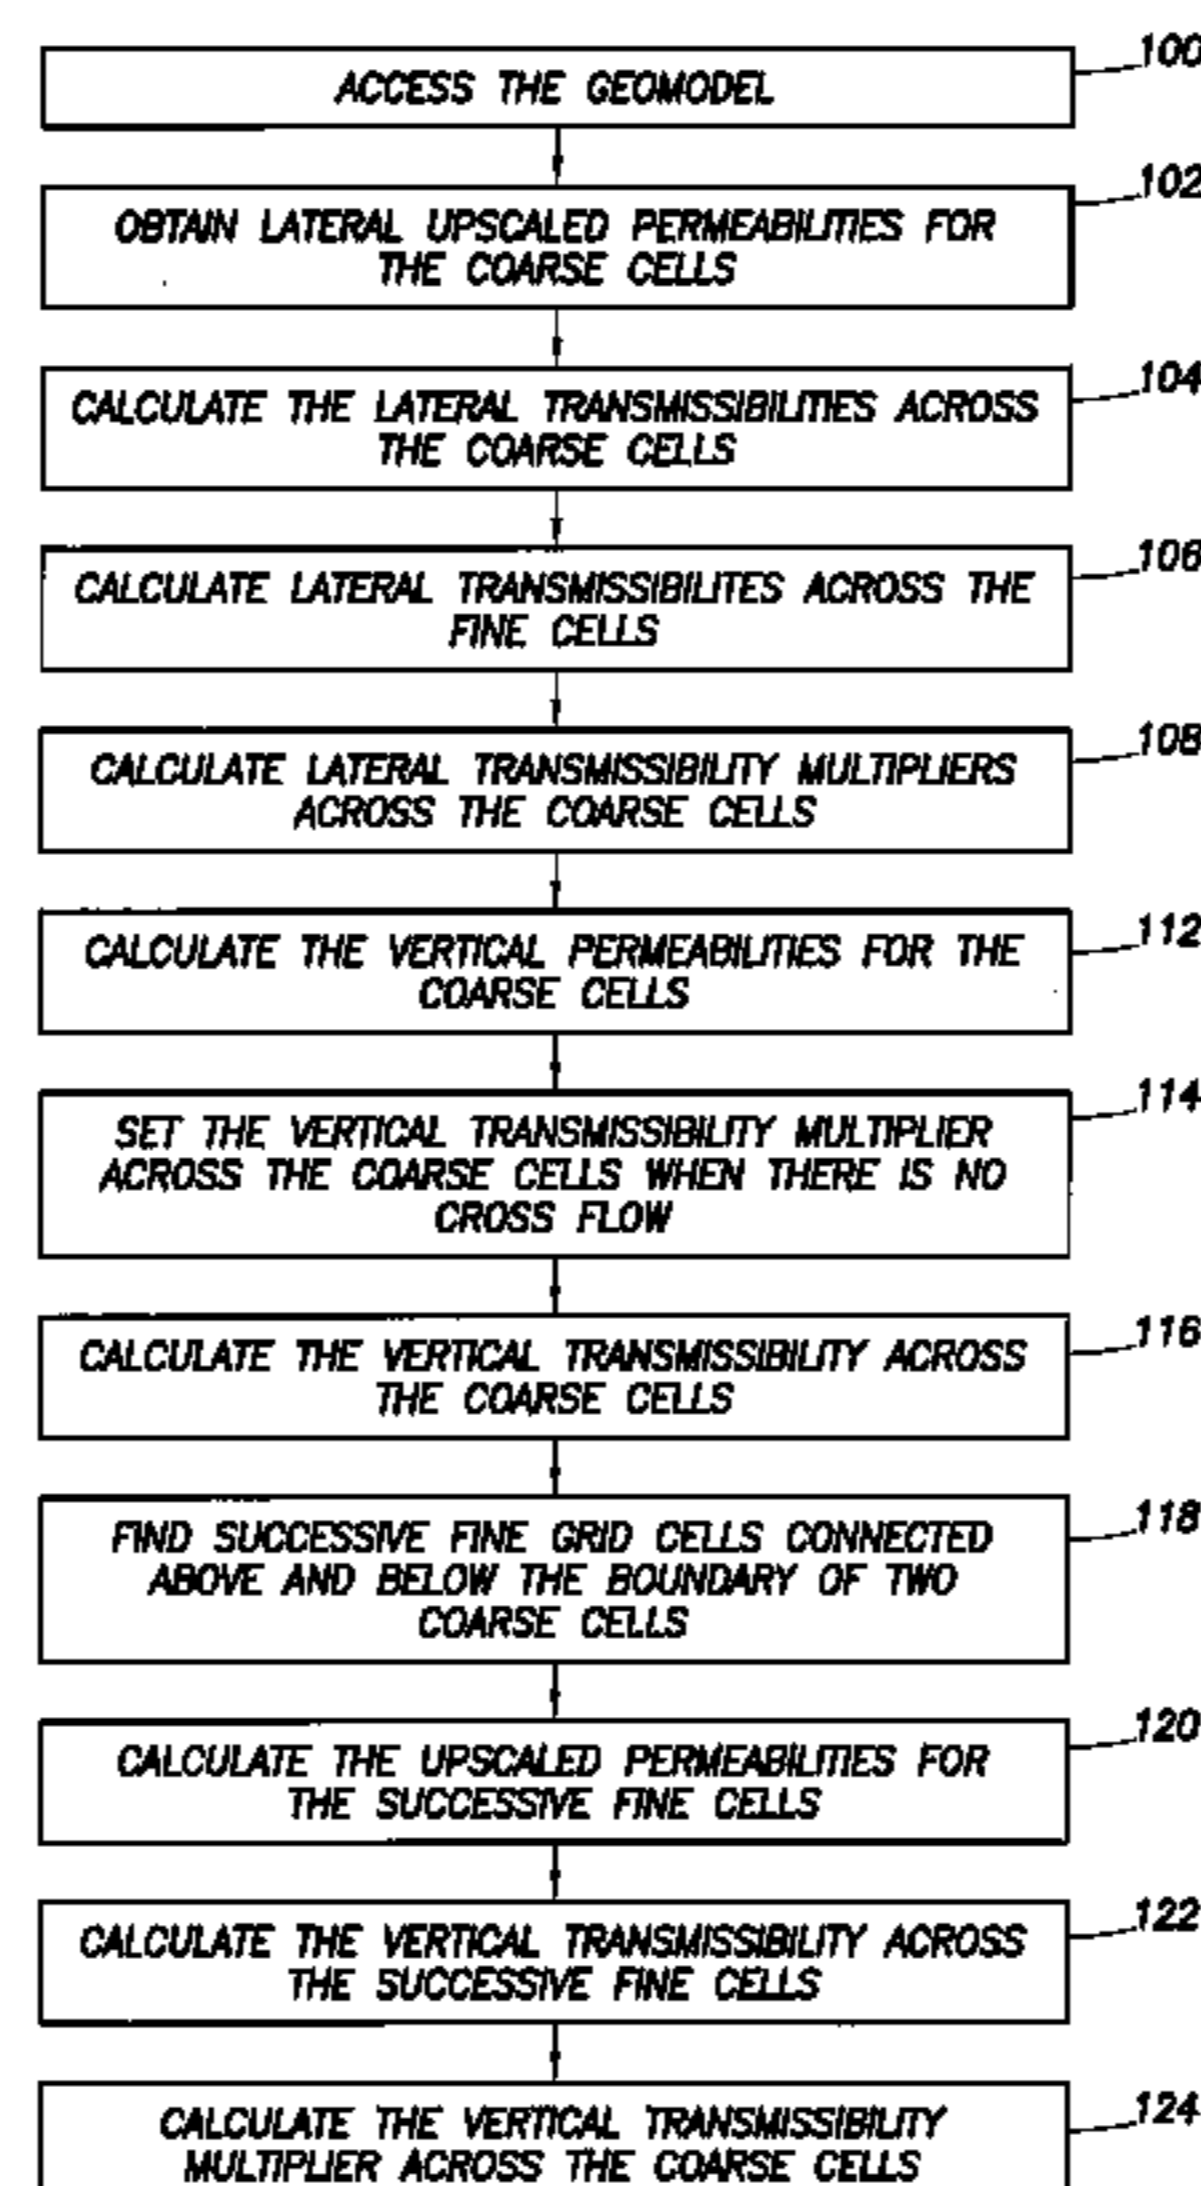 100
ACCESS THE GEOMODEL
102
OBTAIN LATERAL UPSCALED PERMEABILITIES FOR
THE COARSE CELLS
104
CALCULATE THE LATERAL TRANSMISSIBILITIES ACROSS
THE COARSE CELLS
106
CALCULATE LATERAL TRANSMISSIBILITES ACROSS THE
FINE CELLS
108
CALCULATE LATERAL TRANSMISSIBILITY MULTIPLIERS
ACROSS THE COARSE CELLS
112
CALCULATE THE VERTICAL PERMEABILITIES FOR THE
COARSE CELLS
114
SET THE VERTICAL TRANSMISSIBILITY MULTIPLIER
ACROSS THE COARSE CELLS WHEN THERE IS NO
CROSS FLOW
116
CALCULATE THE VERTICAL TRANSMISSIBILITY ACROSS
THE COARSE CELLS
118
FIND SUCCESSIVE FINE GRID CELLS CONNECTED
ABOVE AND BELOW THE BOUNDARY OF TWO
COARSE CELLS
120
CALCULATE THE UPSCALED PERMEABILITIES FOR
THE SUCCESSIVE FINE CELLS
122
CALCULATE THE VERTICAL TRANSMISSIBILITY ACROSS
THE SUCCESSIVE FINE CELLS
124
CALCULATE THE VERTICAL TRANSMISSIBILITY
MULTIPLIER ACROSS THE COARSE CELLS